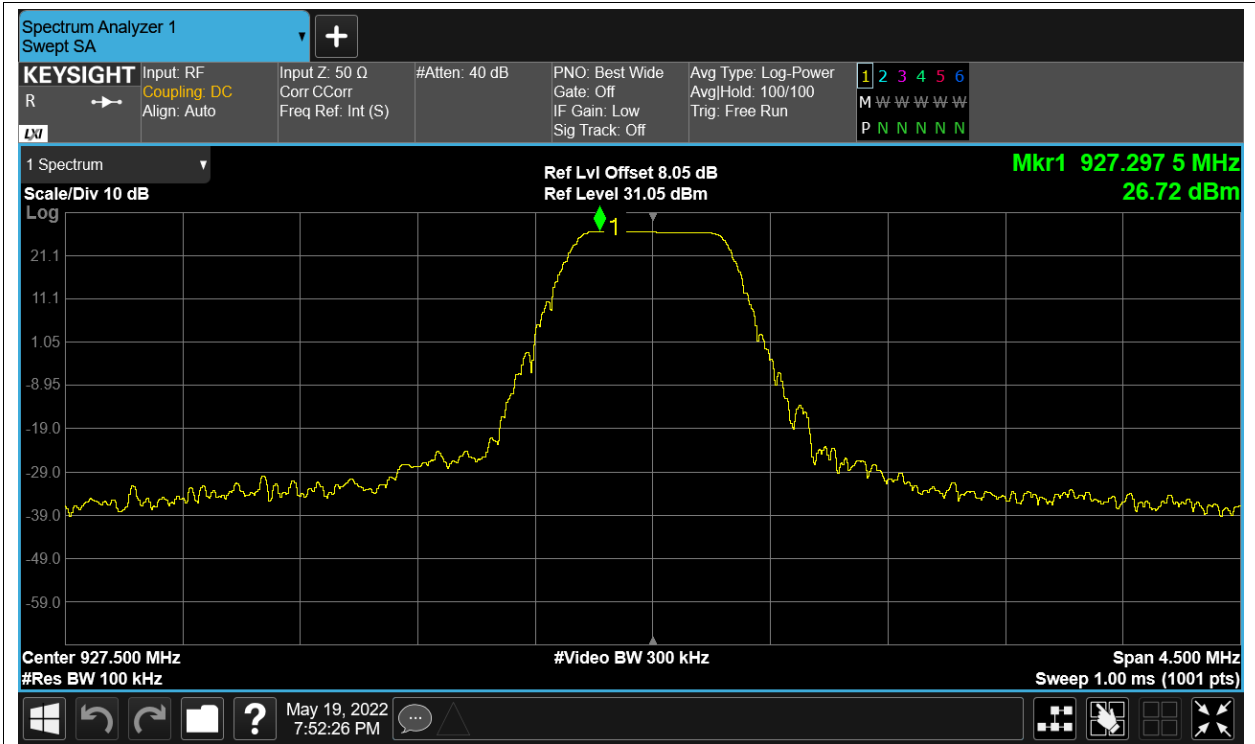 Spectrum Analyzer 1
Swept SA
+
KEYSIGHT
R
LXI
Input: RF
Coupling: DC
Align: Auto
Input Z: 50 Ω
Corr CCorr
Freq Ref: Int (S)
#Atten: 40 dB
PNO: Best Wide
Gate: Off
IF Gain: Low
Sig Track: Off
Avg Type: Log-Power
Avg|Hold: 100/100
Trig: Free Run
1 2 3 4 5 6
M W W W W W
P N N N N N
1 Spectrum
Scale/Div 10 dB
Log
Ref Lvl Offset 8.05 dB
Ref Level 31.05 dBm
Mkr1 927.297 5 MHz
26.72 dBm
1
21.1
11.1
1.05
-8.95
-19.0
-29.0
-39.0
-49.0
-59.0
Center 927.500 MHz
#Video BW 300 kHz
Span 4.500 MHz
#Res BW 100 kHz
Sweep 1.00 ms (1001 pts)
?
May 19, 2022
7:52:26 PM